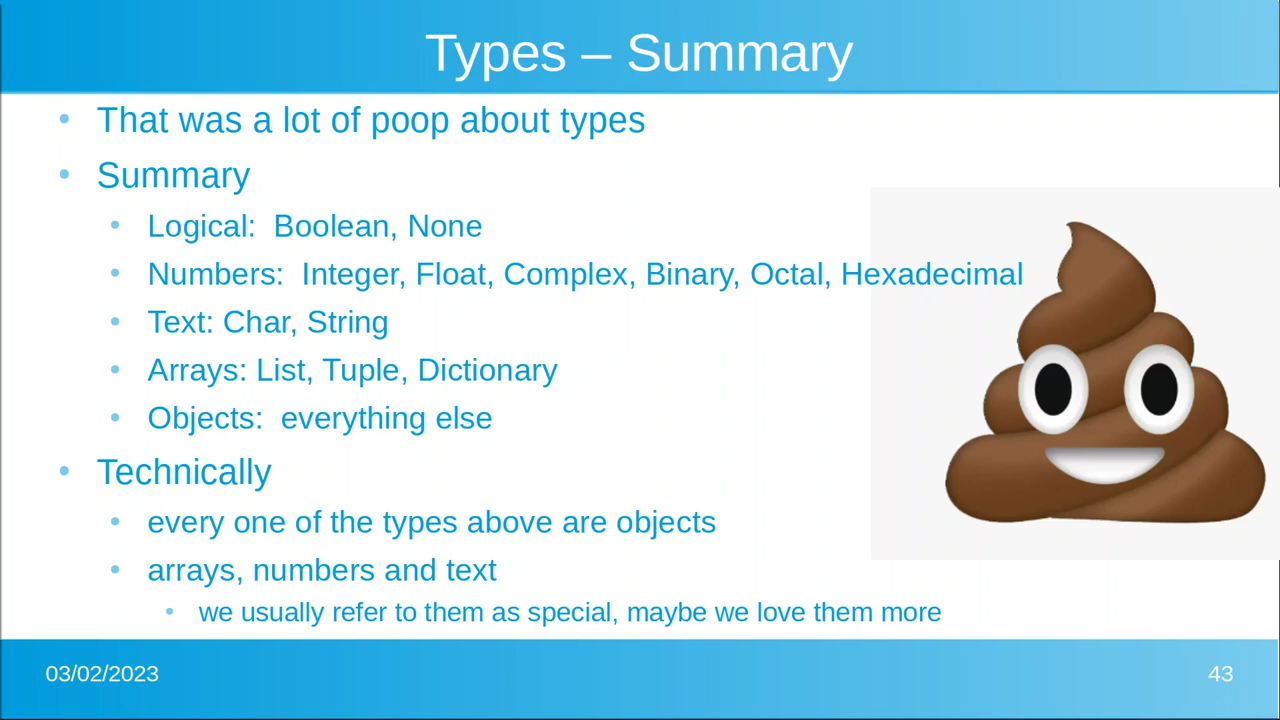 Types – Summary
That was a lot of poop about types
Summary
Logical:  Boolean, None
Numbers:  Integer, Float, Complex, Binary, Octal, Hexadecimal
Text: Char, String
Arrays: List, Tuple, Dictionary
Objects:  everything else
Technically
every one of the types above are objects
arrays, numbers and text
we usually refer to them as special, maybe we love them more
03/02/2023
43